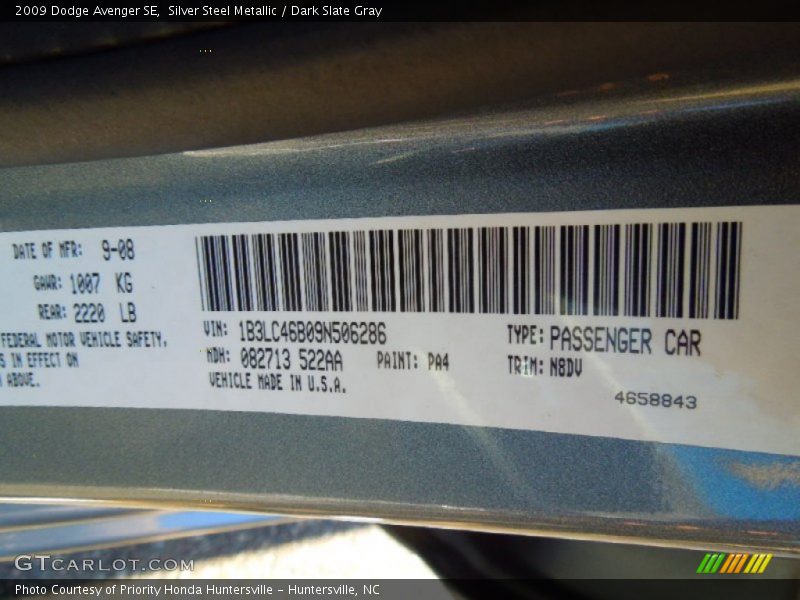 2009 Dodge Avenger SE,  Silver Steel Metallic / Dark Slate Gray
DATE OF MFR: 9-08
GAWR: 1007 KG
REAR: 2220 LB
FEDERAL MOTOR VEHICLE SAFETY,
S IN EFFECT ON
ABOVE.
VIN: 1B3LC46B09N506286
MDH: 082713 522AA
PAINT: PA4
VEHICLE MADE IN U.S.A.
TYPE: PASSENGER CAR
TRIM: N8DV
4658843
GTCARLOT.COM
Photo Courtesy of Priority Honda Huntersville - Huntersville, NC